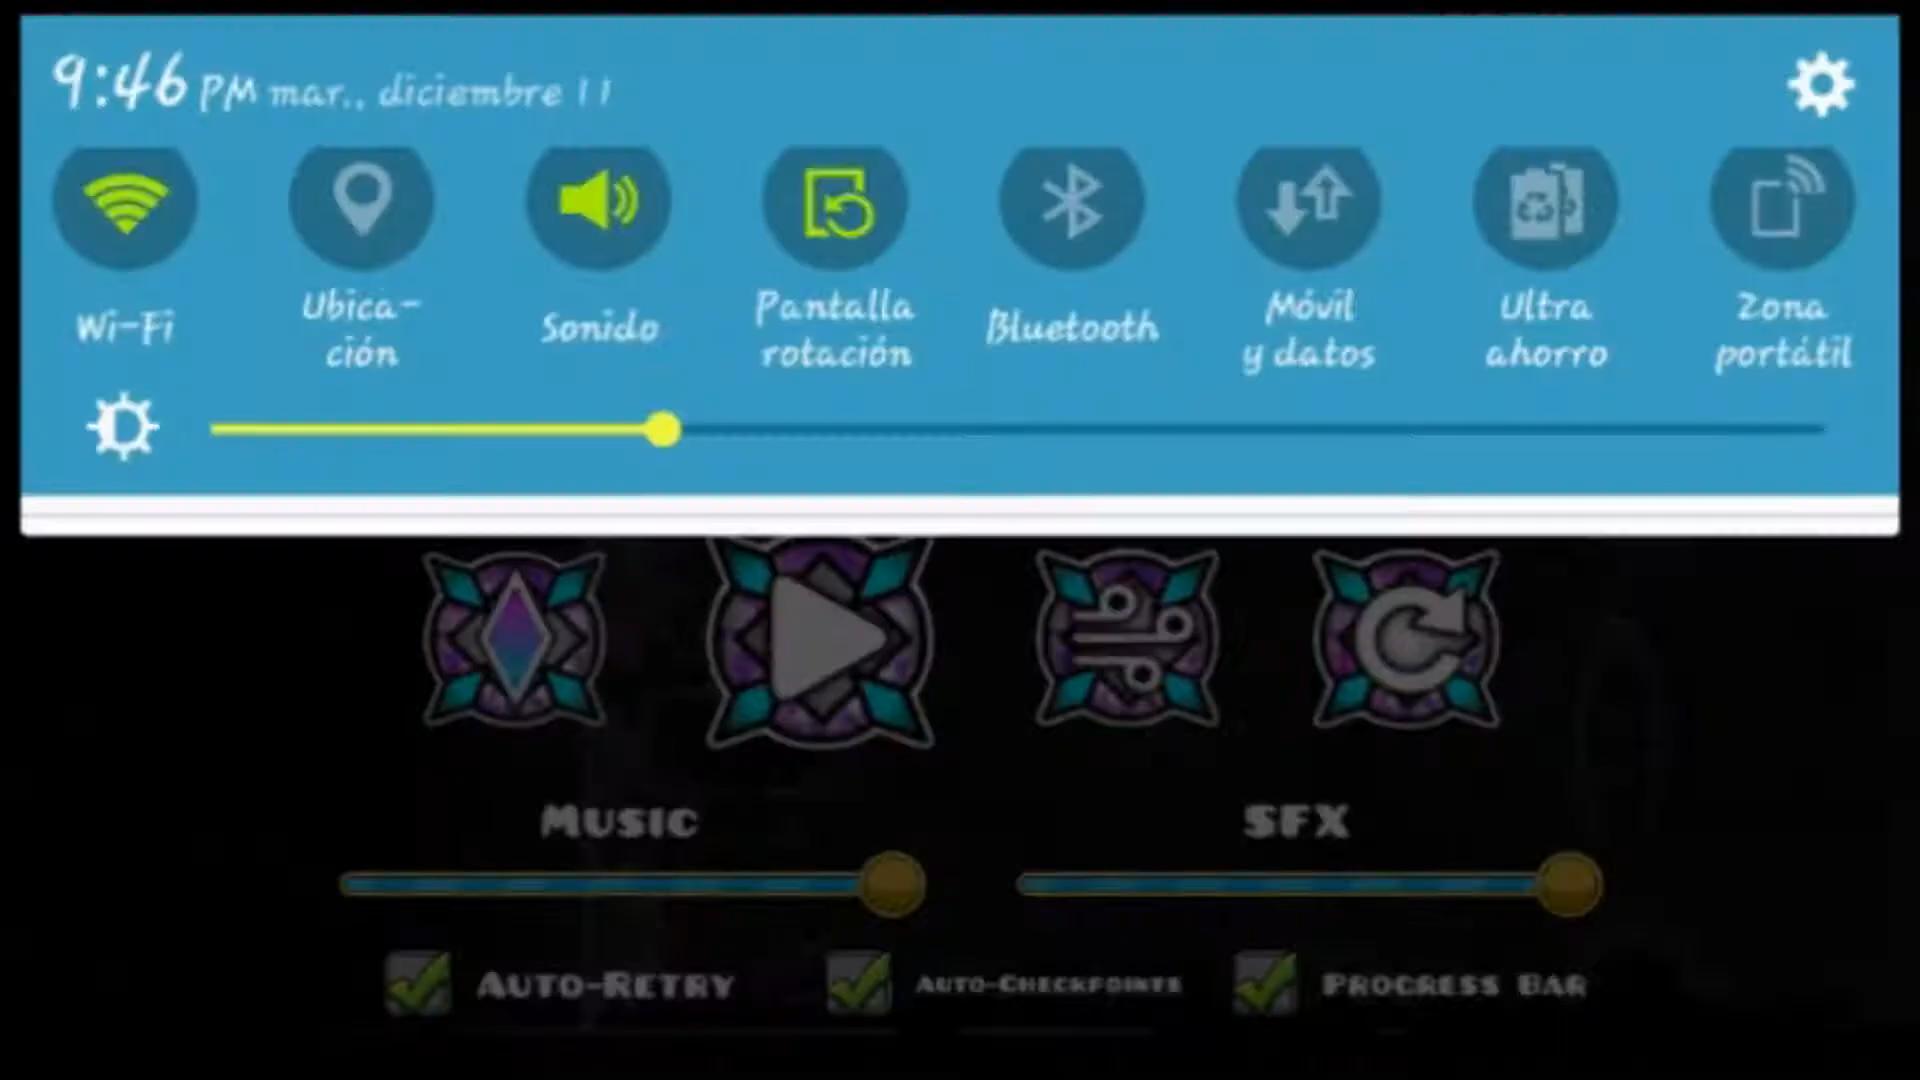 9:46 PM mar., diciembre 11
Wi-Fi
Ubica-
ción
Sonido
Pantalla
rotación
Bluetooth
Móvil
y datos
Ultra
ahorro
Zona
portátil
Music SFX
Auto-Retry Auto-Checkpoints Progress Bar